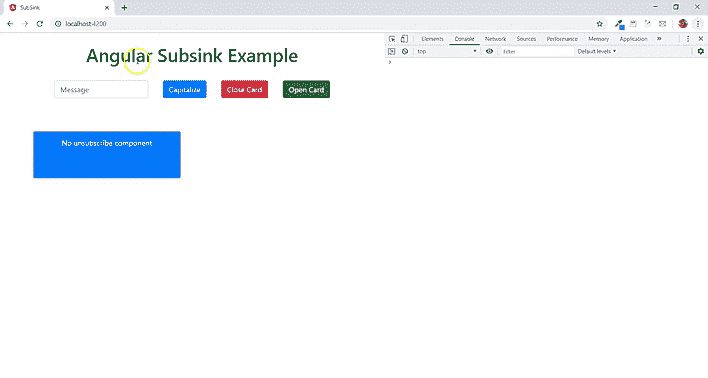 SubSink
localhost:4200
Angular Subsink Example
Message
Capitalize
Close Card
Open Card
No unsubscribe component
Elements Console Network Sources Performance Memory Application »
top Filter Default levels